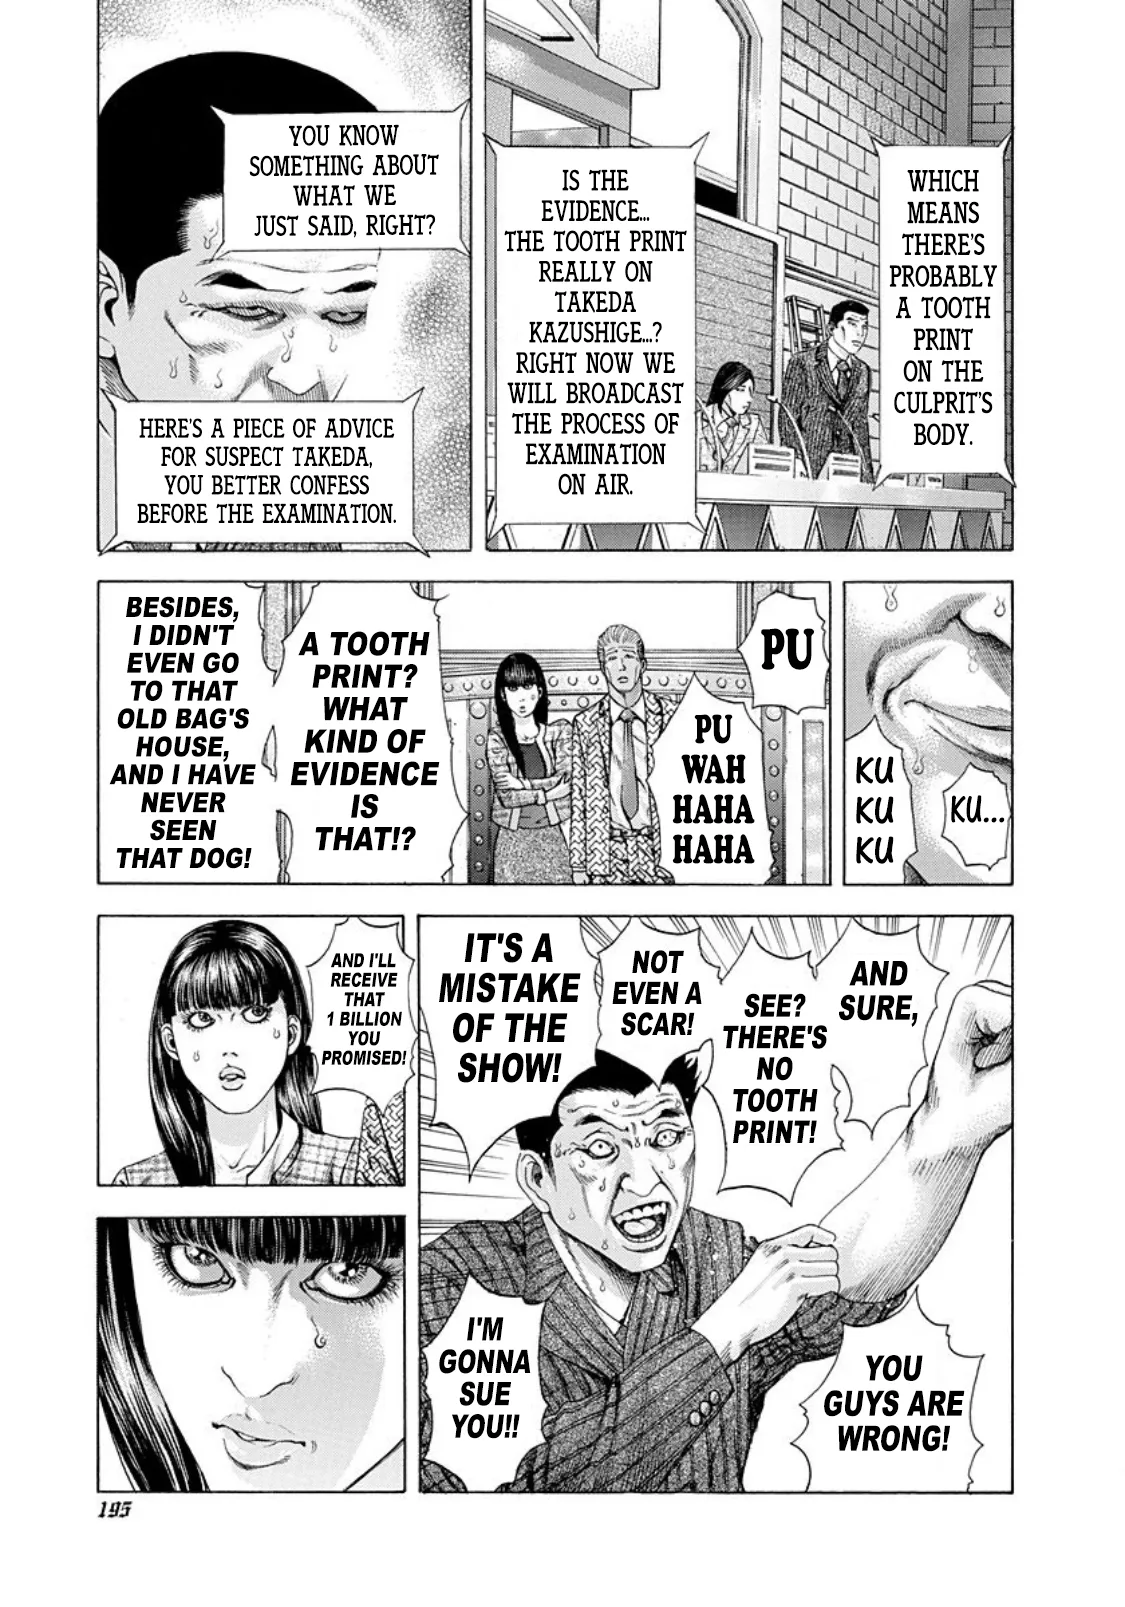 WHICH
MEANS
THERE'S
PROBABLY
A TOOTH
PRINT
ON THE
CULPRIT'S
BODY.
IS THE
EVIDENCE...
THE TOOTH PRINT
REALLY ON
TAKEDA
KAZUSHIGE...?
RIGHT NOW WE
WILL BROADCAST
THE PROCESS OF
EXAMINATION
ON AIR.
YOU KNOW
SOMETHING ABOUT
WHAT WE
JUST SAID, RIGHT?
HERE'S A PIECE OF ADVICE
FOR SUSPECT TAKEDA,
YOU BETTER CONFESS
BEFORE THE EXAMINATION.
KU...
KU
KU
KU
PU
PU
WAH
HAHA
HAHA
A TOOTH
PRINT?
WHAT
KIND OF
EVIDENCE
IS
THAT!?
BESIDES,
I DIDN'T
EVEN GO
TO THAT
OLD BAG'S
HOUSE,
AND I HAVE
NEVER
SEEN
THAT DOG!
AND
SURE,
SEE?
THERE'S
NO
TOOTH
PRINT!
NOT
EVEN A
SCAR!
IT'S A
MISTAKE
OF THE
SHOW!
YOU
GUYS ARE
WRONG!
I'M
GONNA
SUE
YOU!!
AND I'LL
RECEIVE
THAT
1 BILLION
YOU
PROMISED!
195